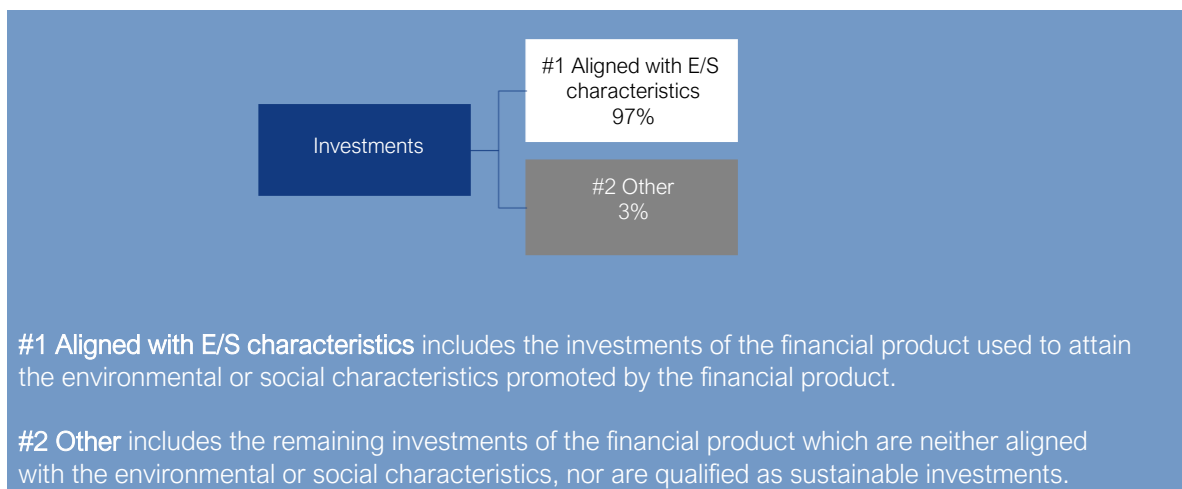 #1 Aligned with E/S
characteristics
97%
Investments
#2 Other
3%
#1 Aligned with E/S characteristics includes the investments of the financial product used to attain
the environmental or social characteristics promoted by the financial product.
#2 Other includes the remaining investments of the financial product which are neither aligned
with the environmental or social characteristics, nor are qualified as sustainable investments.